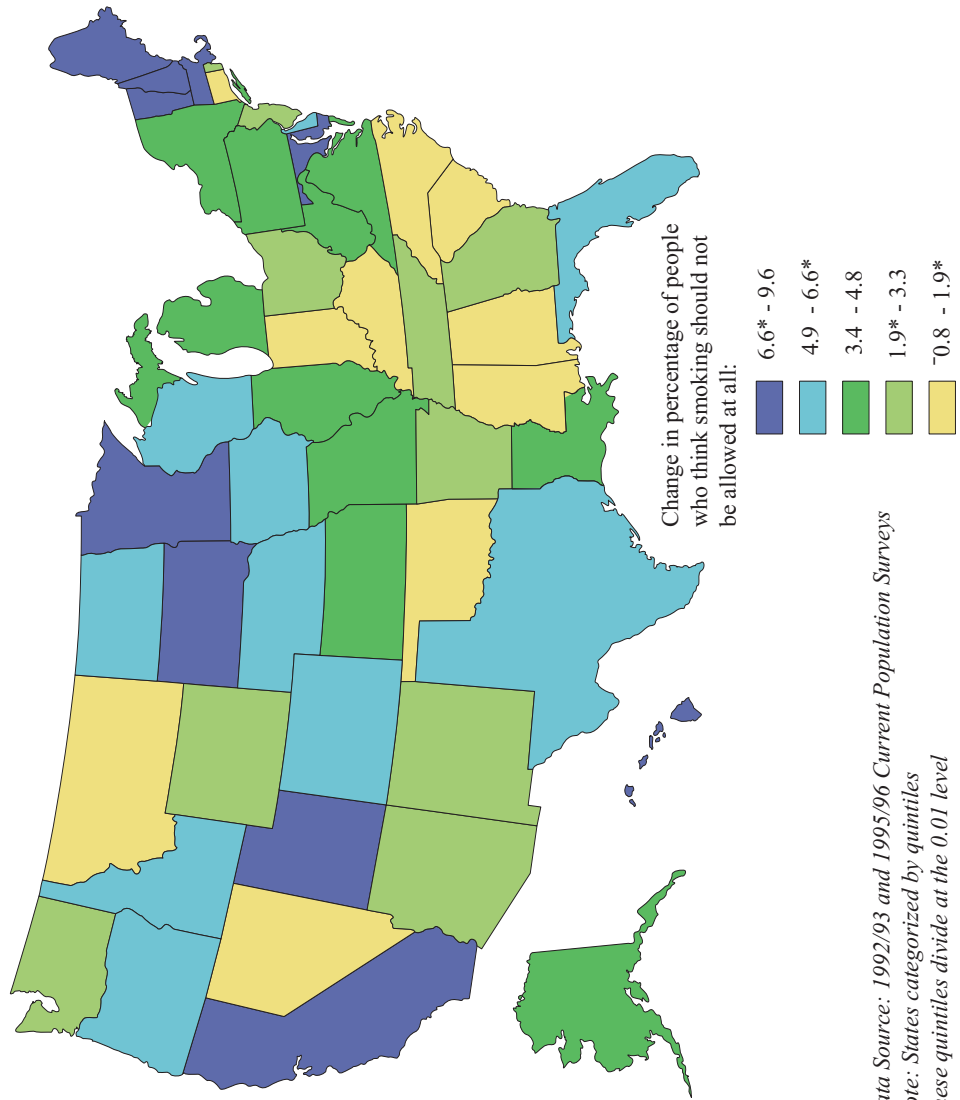 Change in percentage of people
who think smoking should not
be allowed at all:
6.6* - 9.6
4.9 - 6.6*
3.4 - 4.8
1.9* - 3.3
-0.8 - 1.9*
Source: 1992/93 and 1995/96 Current Population Surveys
States categorized by quintiles
quintiles divide at the 0.01 level